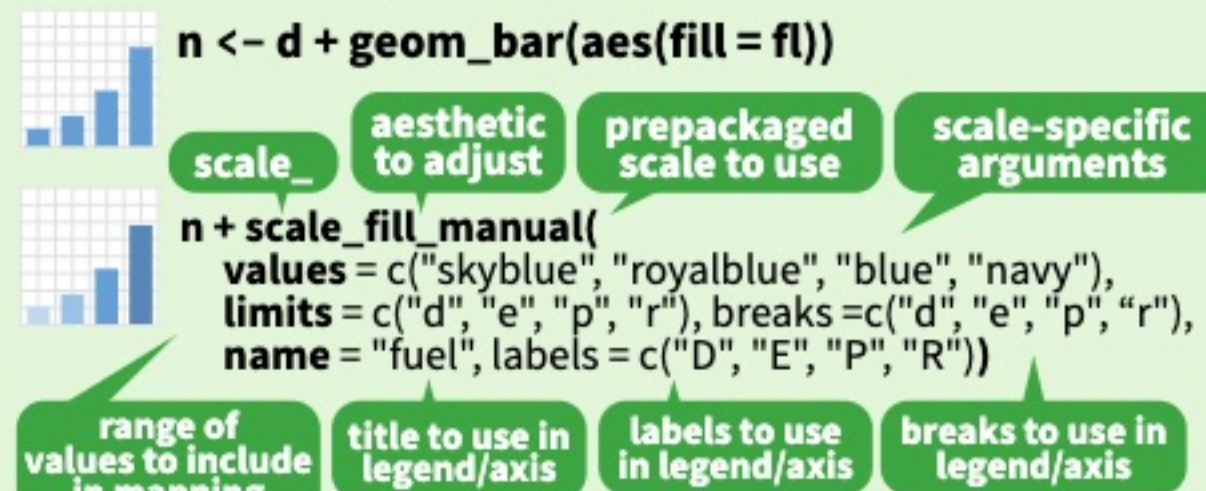 n <– d + geom_bar(aes(fill = fl))
scale_
aesthetic
to adjust
prepackaged
scale to use
scale-specific
arguments
n + scale_fill_manual(
values = c("skyblue", "royalblue", "blue", "navy"),
limits = c("d", "e", "p", "r"), breaks =c("d", "e", "p", “r"),
name = "fuel", labels = c("D", "E", "P", "R"))
range of
values to include
in mapping
title to use in
legend/axis
labels to use
in legend/axis
breaks to use in
legend/axis